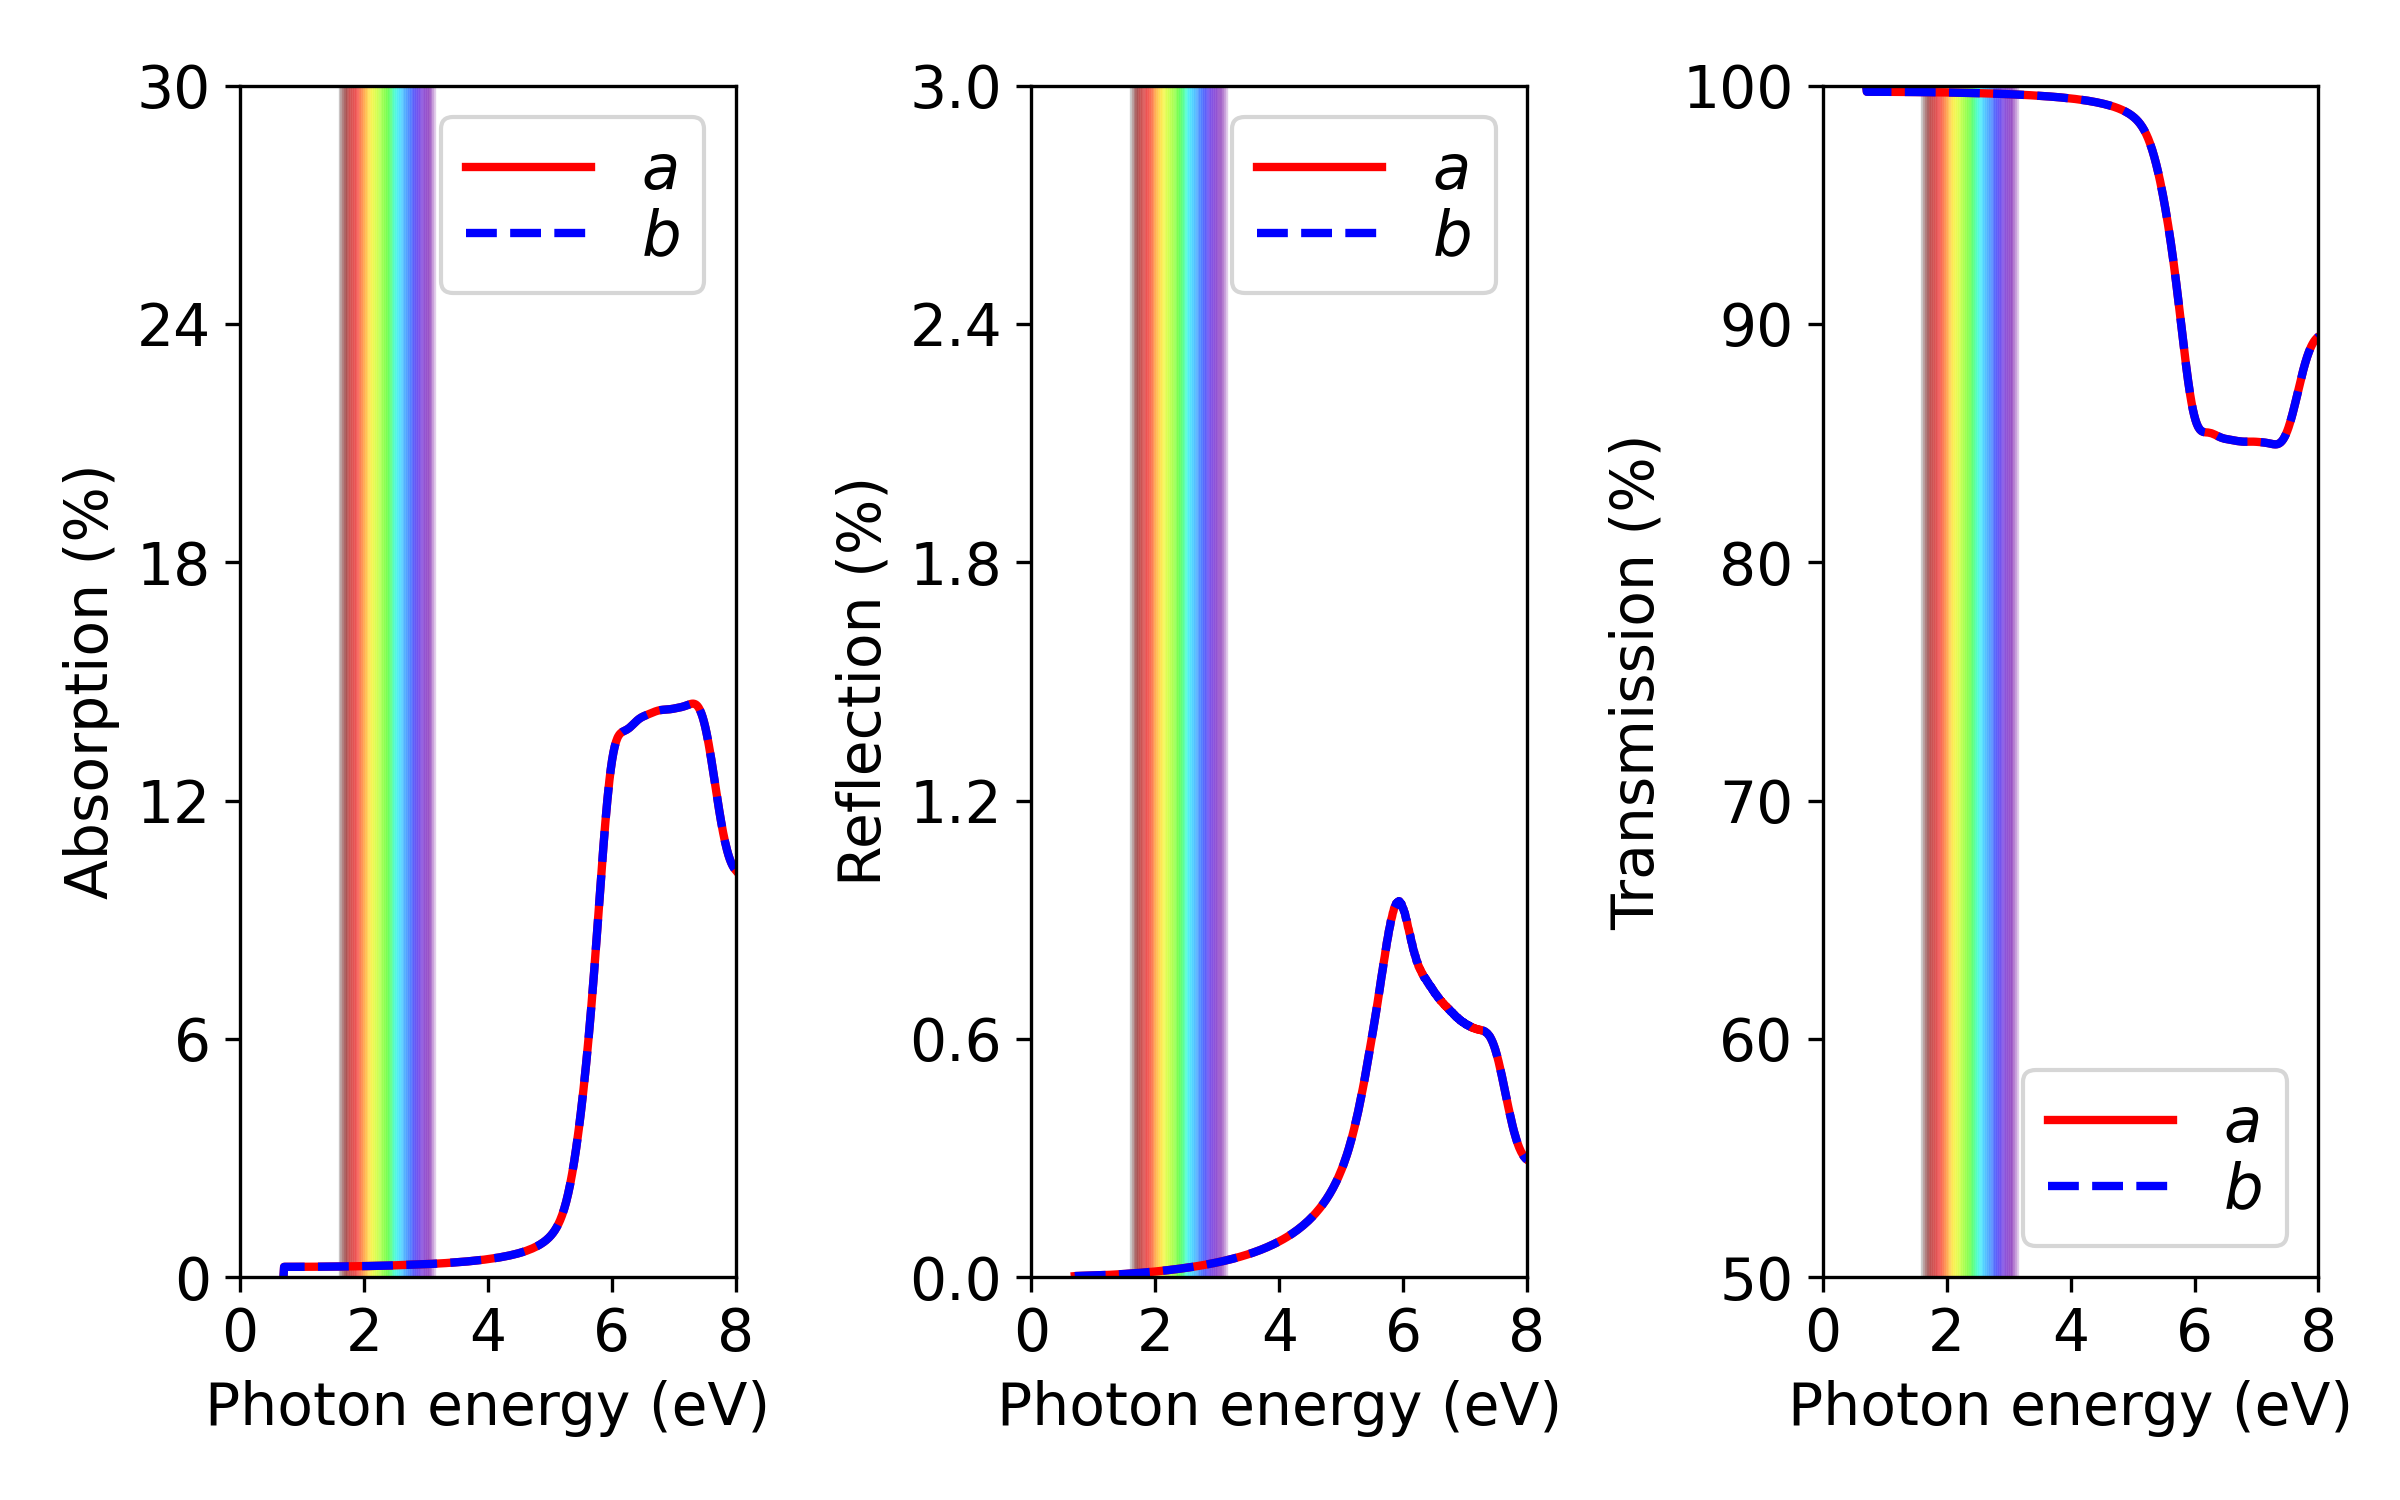 Absorption (%)
30
24
18
12
6
0
0 2 4 6 8
Photon energy (eV)
a
b
Reflection (%)
3.0
2.4
1.8
1.2
0.6
0.0
0 2 4 6 8
Photon energy (eV)
a
b
Transmission (%)
100
90
80
70
60
50
0 2 4 6 8
Photon energy (eV)
a
b